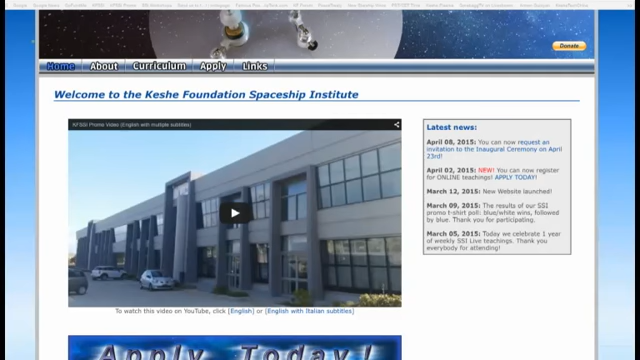 Donate
Home About Curriculum Apply Links
Welcome to the Keshe Foundation Spaceship Institute
KFSSI Promo Video (English with multiple subtitles)
To watch this video on YouTube, click [English] or [English with Italian subtitles]
Apply Today!
Latest news:
April 08, 2015: You can now request an
invitation to the Inaugural Ceremony on April
23rd!
April 02, 2015: NEW! You can now register
for ONLINE teachings! APPLY TODAY!
March 12, 2015: New Website launched!
March 09, 2015: The results of our SSI
promo t-shirt poll: blue/white wins, followed
by blue. Thank you for participating.
March 05, 2015: Today we celebrate 1 year
of weekly SSI Live teachings. Thank you
everybody for attending!